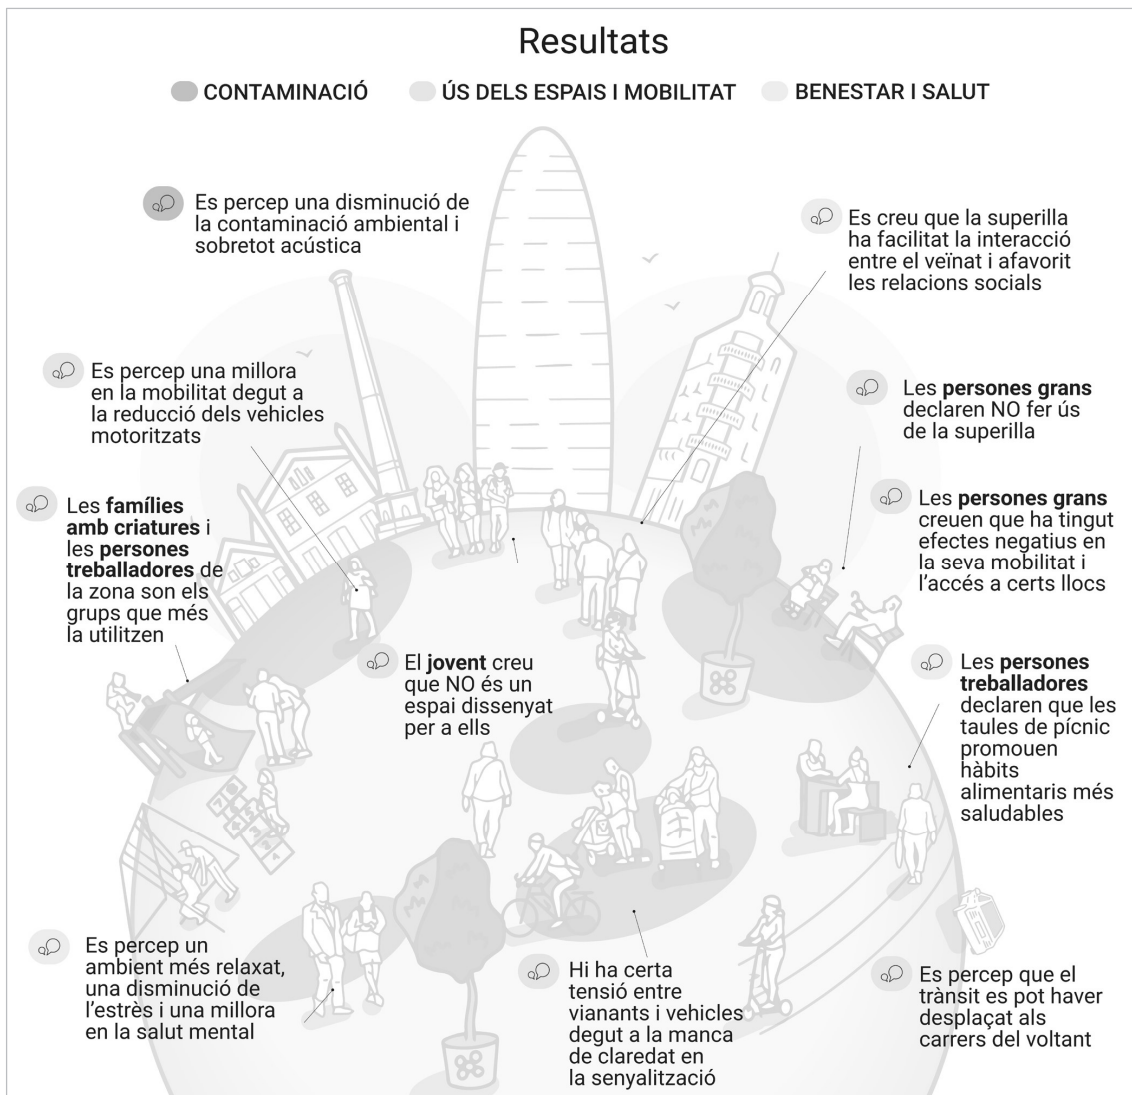 Resultats
CONTAMINACIÓ
ÚS DELS ESPAIS I MOBILITAT
BENESTAR I SALUT
Es percep una disminució de
la contaminació ambiental i
sobretot acústica
Es creu que la superilla
ha facilitat la interacció
entre el veïnat i afavorit
les relacions socials
Es percep una millora
en la mobilitat degut a
la reducció dels vehicles
motoritzats
Les persones grans
declaren NO fer ús
de la superilla
Les famílies
amb criatures i
les persones
treballadores de
la zona son els
grups que més
la utilitzen
Les persones grans
creuen que ha tingut
efectes negatius en
la seva mobilitat i
l’accés a certs llocs
El jovent creu
que NO és un
espai dissenyat
per a ells
Les persones
treballadores
declaren que les
taules de pícnic
promouen
hàbits
alimentaris més
saludables
Es percep un
ambient més relaxat,
una disminució de
l’estrès i una millora
en la salut mental
Hi ha certa
tensió entre
vianants i vehicles
degut a la manca
de claredat en
la senyalització
Es percep que el
trànsit es pot haver
desplaçat als
carrers del voltant